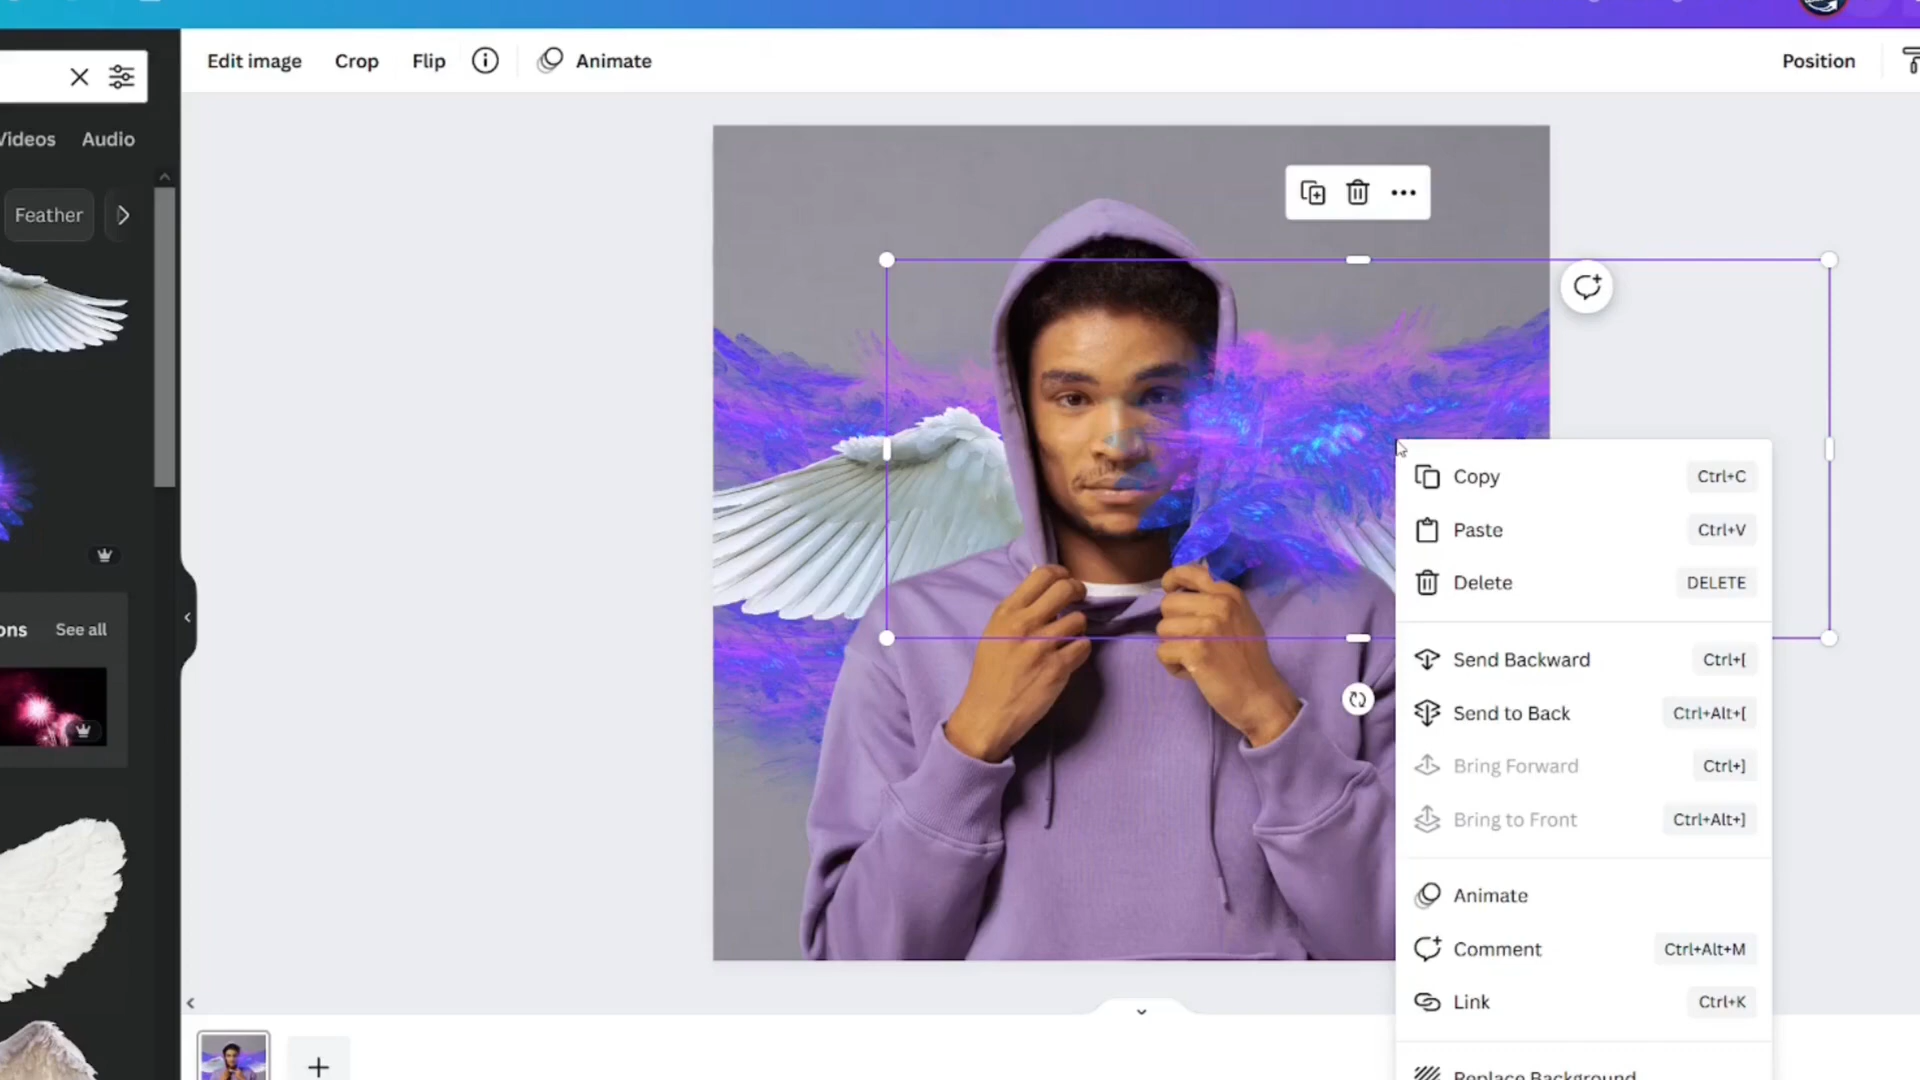 Edit image Crop Flip Animate Position
Videos Audio
Feather
See all
Copy Ctrl+C
Paste Ctrl+V
Delete DELETE
Send Backward Ctrl+[
Send to Back Ctrl+Alt+[
Bring Forward Ctrl+]
Bring to Front Ctrl+Alt+]
Animate
Comment Ctrl+Alt+M
Link Ctrl+K
Replace Background